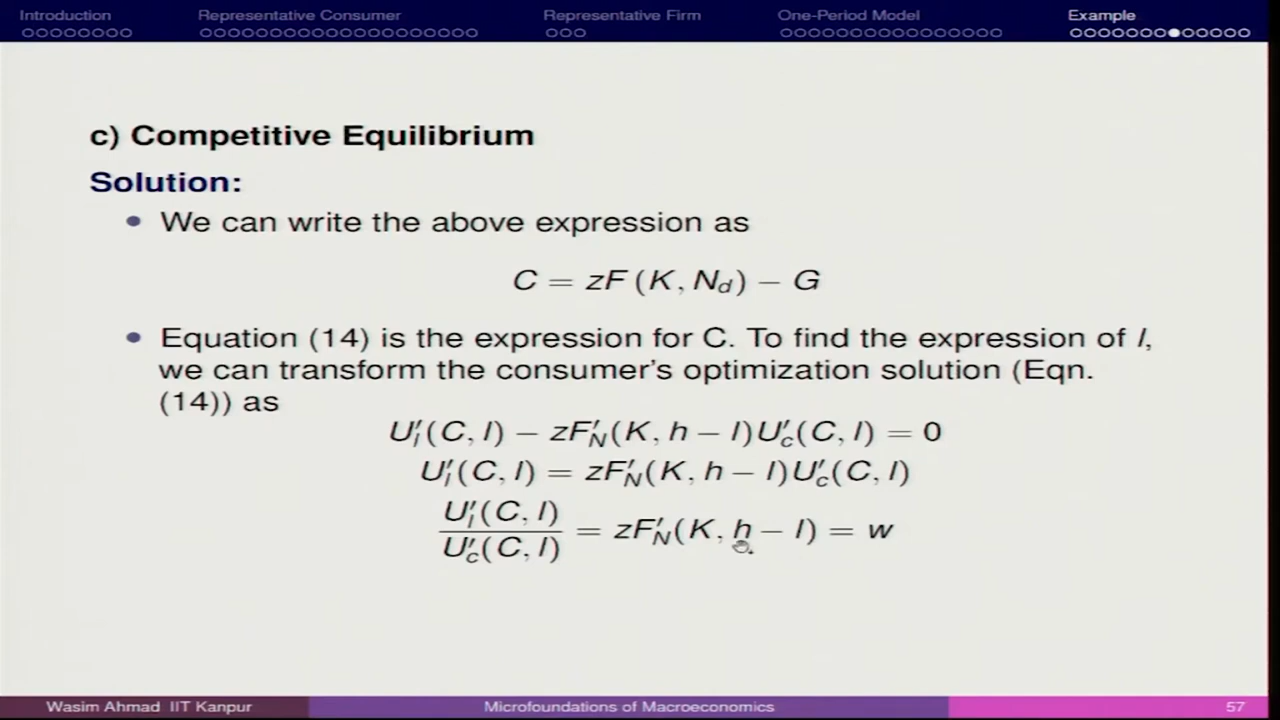 Introduction Representative Consumer Representative Firm One-Period Model Example
c) Competitive Equilibrium
Solution:
• We can write the above expression as
C = zF (K, N_d) − G
• Equation (14) is the expression for C. To find the expression of l,
we can transform the consumer's optimization solution (Eqn.
(14)) as
U′_l(C, l) − zF′_N(K, h − l)U′_c(C, l) = 0
U′_l(C, l) = zF′_N(K, h − l)U′_c(C, l)
U′_l(C, l) / U′_c(C, l) = zF′_N(K, h − l) = w
Wasim Ahmad IIT Kanpur Microfoundations of Macroeconomics 57